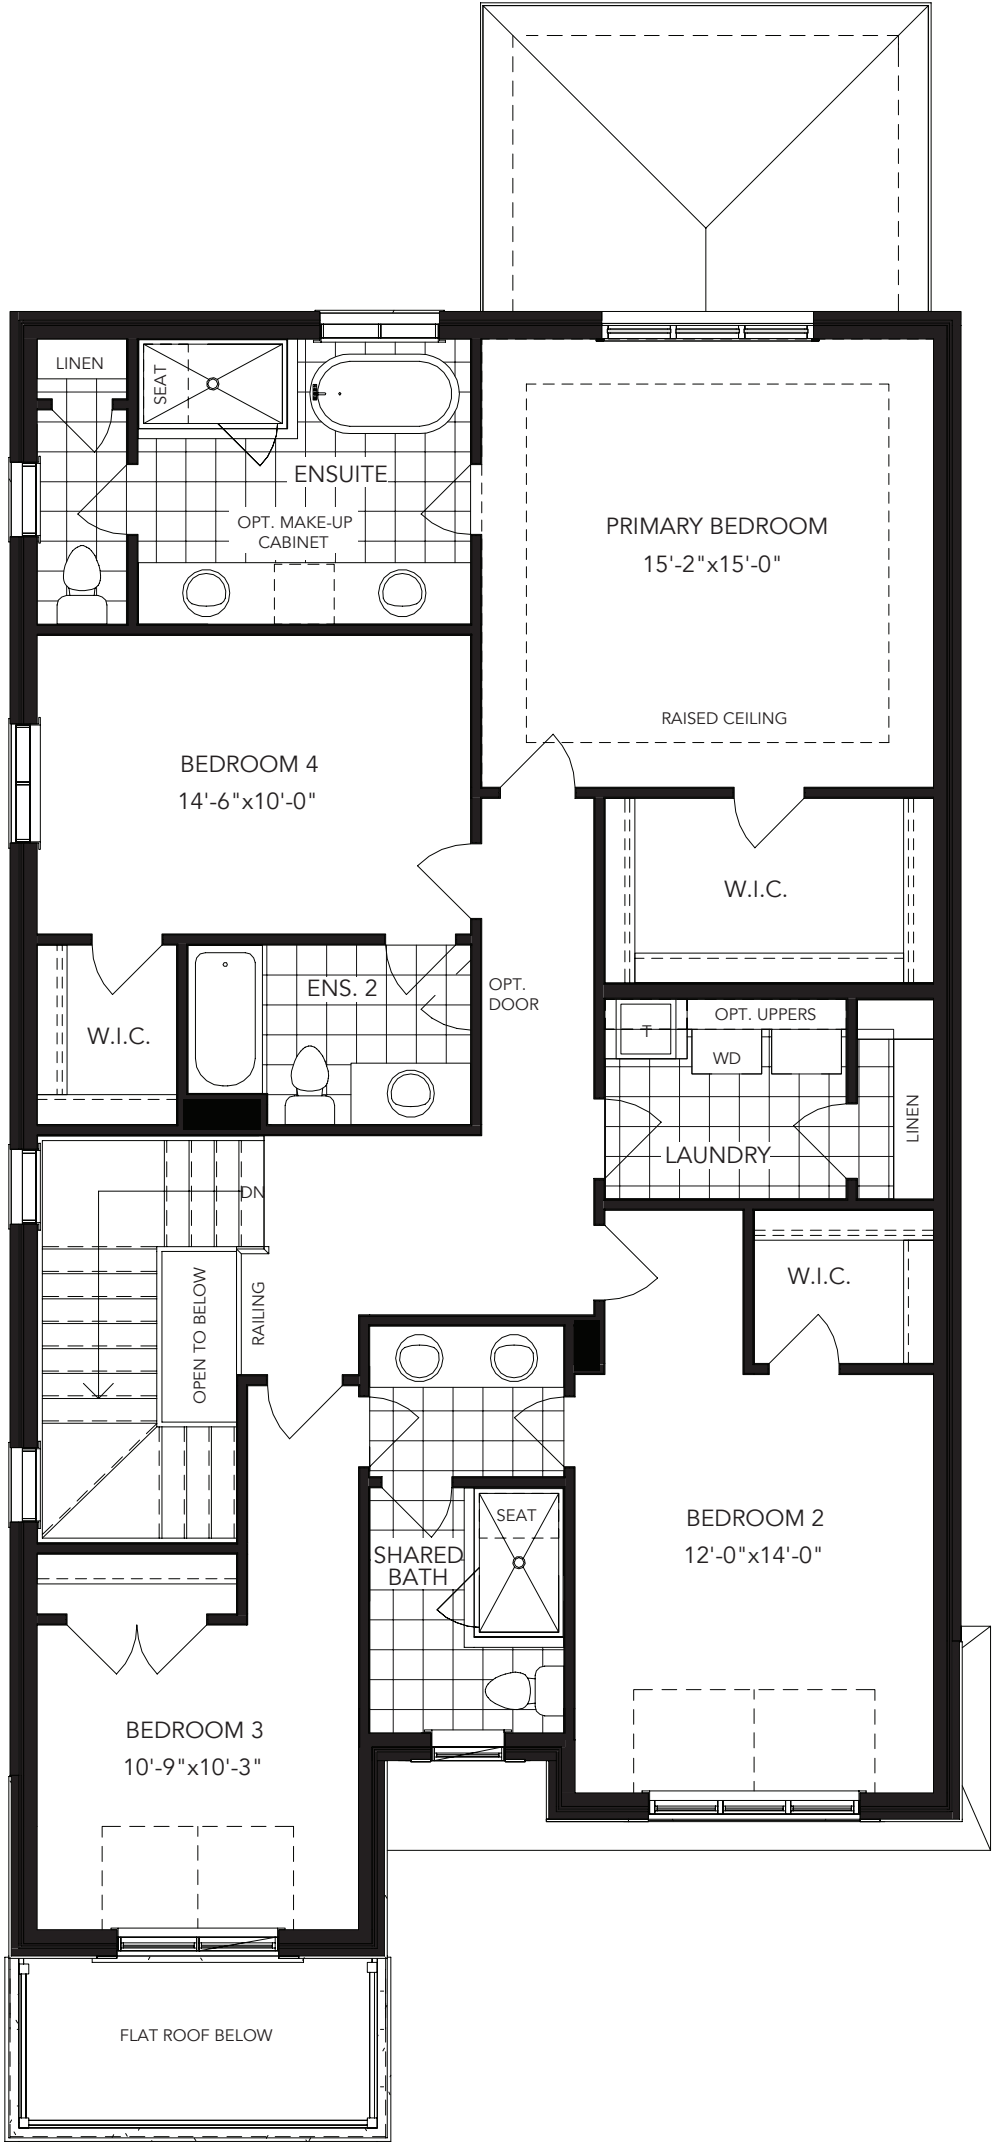 LINEN
SEAT
ENSUITE
OPT. MAKE-UP
CABINET
PRIMARY BEDROOM
15'-2"x15'-0"
RAISED CEILING
BEDROOM 4
14'-6"x10'-0"
W.I.C.
ENS. 2
OPT.
DOOR
W.I.C.
T
OPT. UPPERS
WD
LINEN
LAUNDRY
DN
OPEN TO BELOW
RAILING
W.I.C.
SEAT
SHARED
BATH
BEDROOM 2
12'-0"x14'-0"
BEDROOM 3
10'-9"x10'-3"
FLAT ROOF BELOW